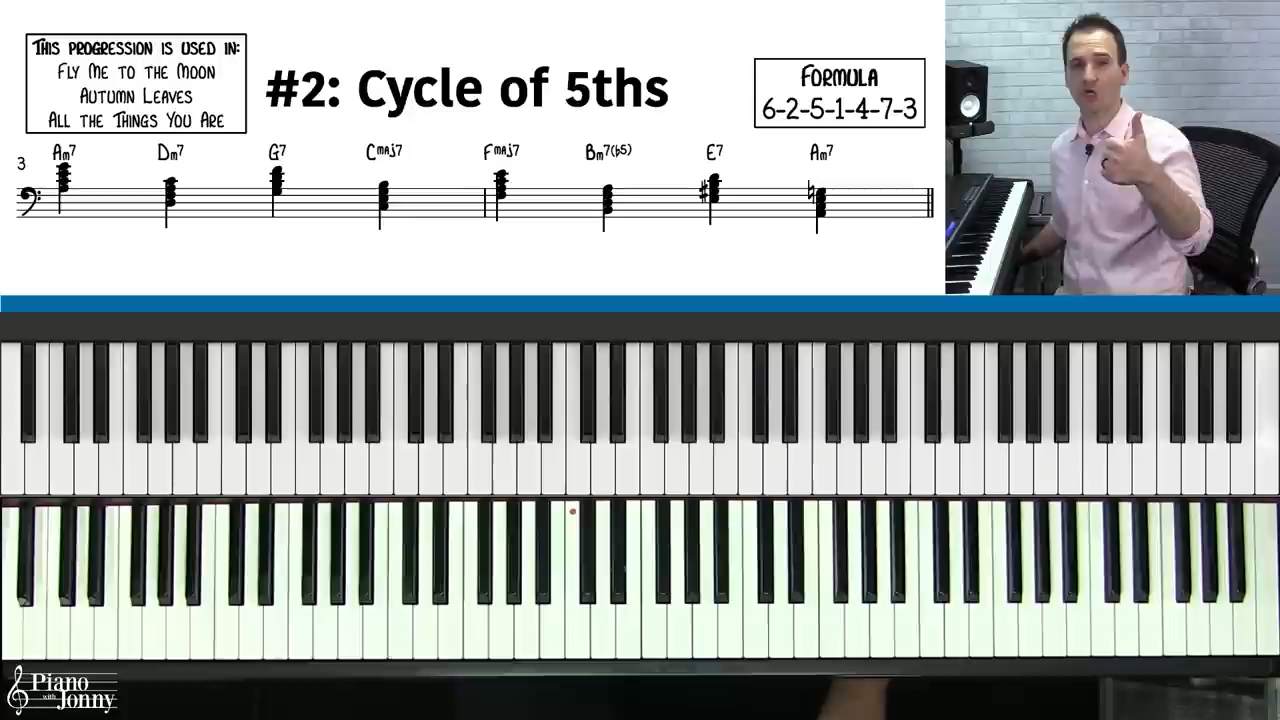 THIS PROGRESSION IS USED IN:
FLY ME TO THE MOON
AUTUMN LEAVES
ALL THE THINGS YOU ARE
#2: Cycle of 5ths
FORMULA
6-2-5-1-4-7-3
3
Am7 Dm7 G7 Cmaj7 Fmaj7 Bm7(b5) E7 Am7
Piano
with
Jonny